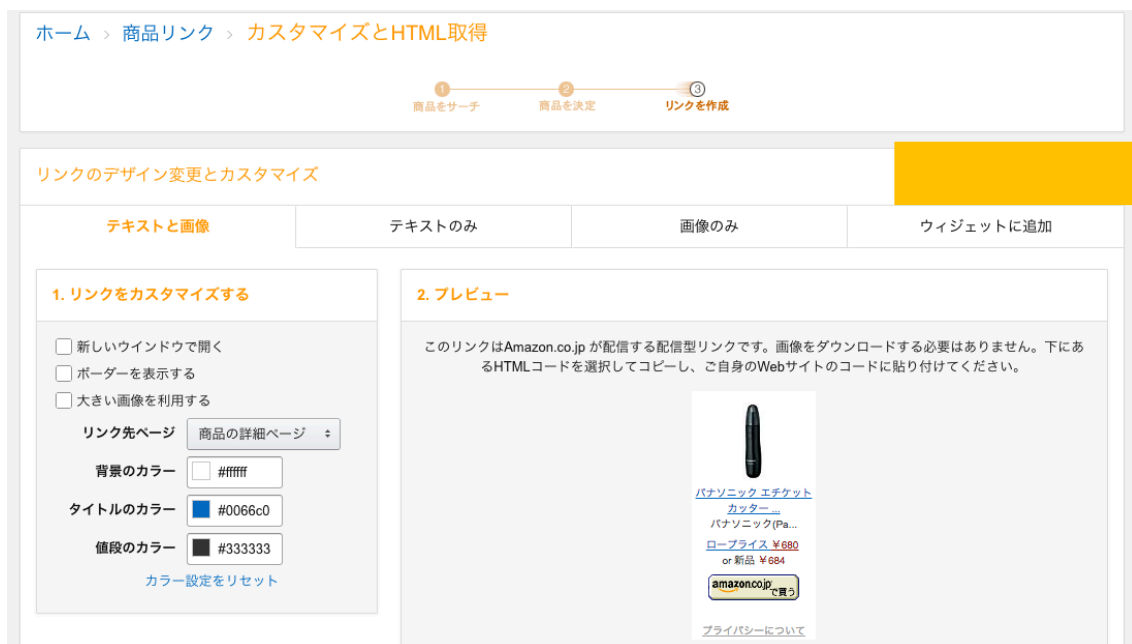 ホーム > 商品リンク > カスタマイズとHTML取得
1 2 3
商品をサーチ 商品を決定 リンクを作成
リンクのデザイン変更とカスタマイズ
テキストと画像 テキストのみ 画像のみ ウィジェットに追加
1. リンクをカスタマイズする
新しいウインドウで開く
ボーダーを表示する
大きい画像を利用する
リンク先ページ 商品の詳細ページ
背景のカラー #ffffff
タイトルのカラー #0066c0
値段のカラー #333333
カラー設定をリセット
2. プレビュー
このリンクはAmazon.co.jp が配信する配信型リンクです。画像をダウンロードする必要はありません。下にあ
るHTMLコードを選択してコピーし、ご自身のWebサイトのコードに貼り付けてください。
パナソニック エチケット
カッター ...
パナソニック(Pa...
ロープライス ¥680
or 新品 ¥684
amazon.co.jp
で買う
プライバシーについて